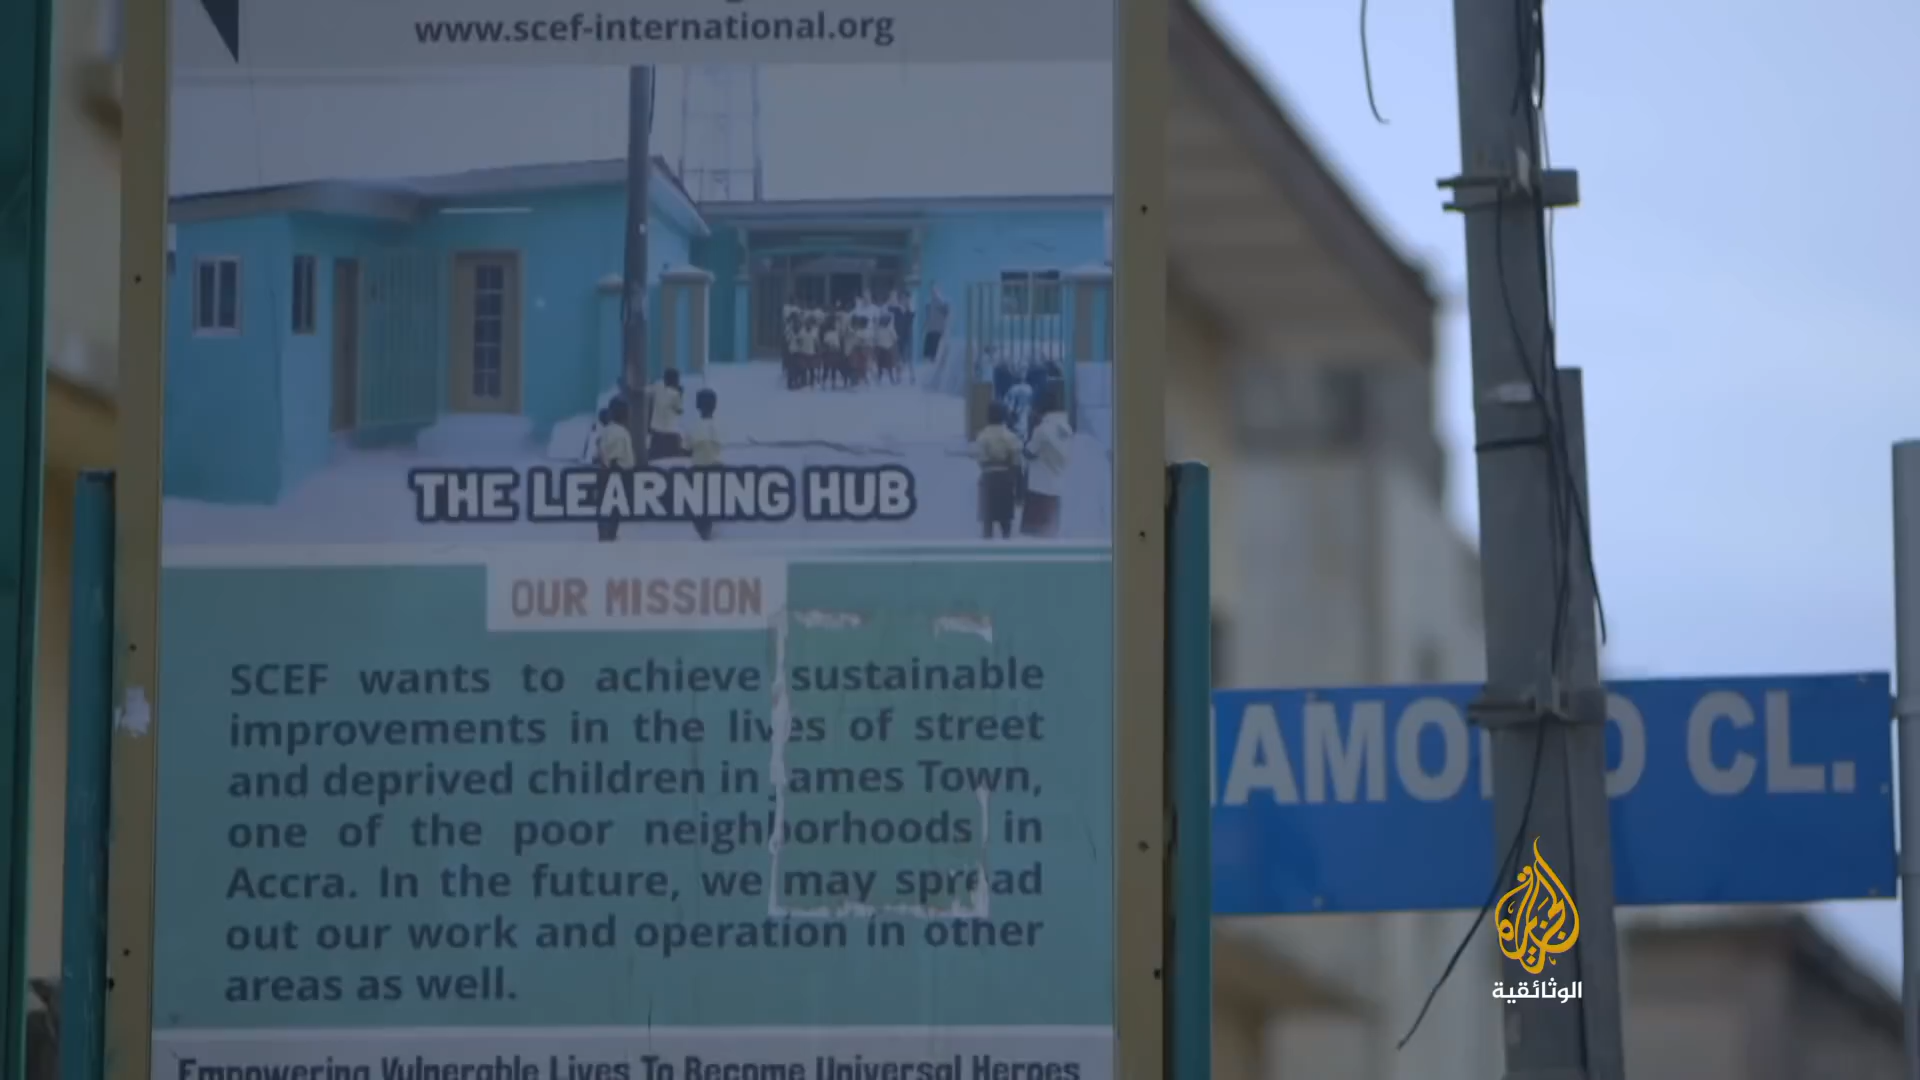 www.scef-international.org
THE LEARNING HUB
OUR MISSION
SCEF wants to achieve sustainable
improvements in the lives of street
and deprived children in James Town,
one of the poor neighborhoods in
Accra. In the future, we may spread
out our work and operation in other
areas as well.
Empowering Vulnerable Lives To Become Universal Heroes
IAMOND CL.
الجزيرة
الوثائقية